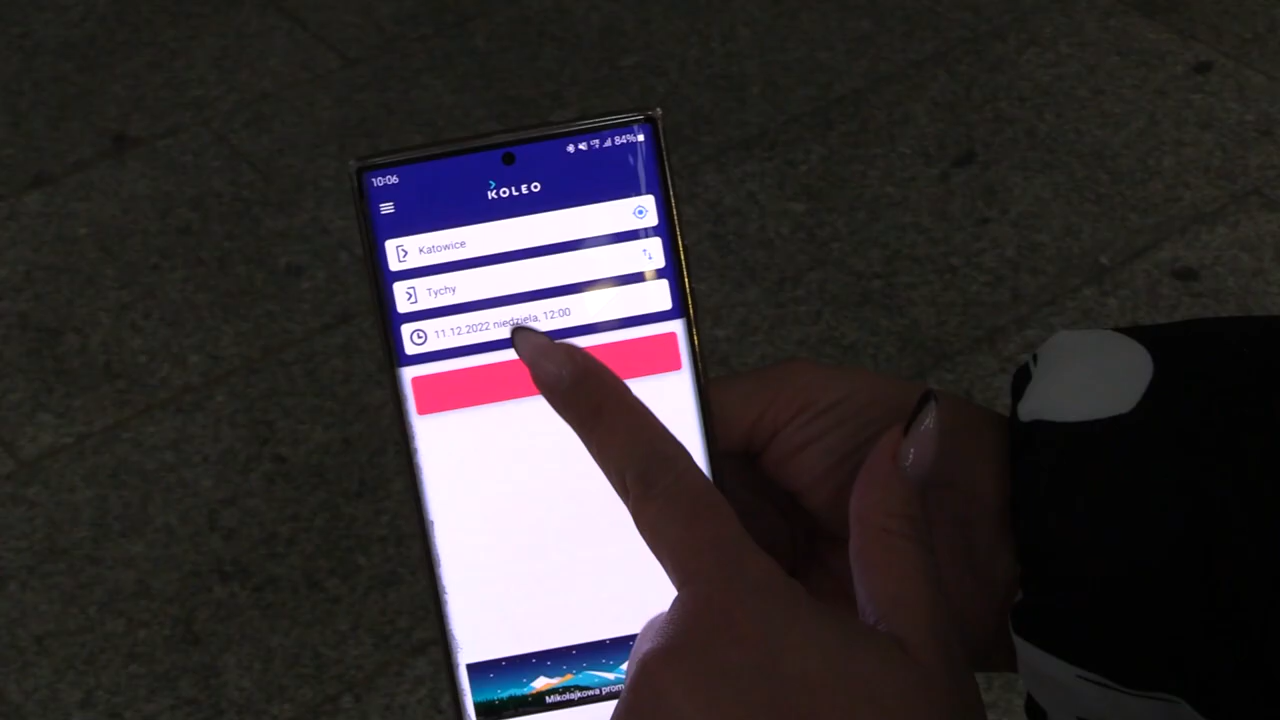 10:06
84%
KOLEO
Katowice
Tychy
11.12.2022 niedziela, 12:00
Mikołajkowa prom